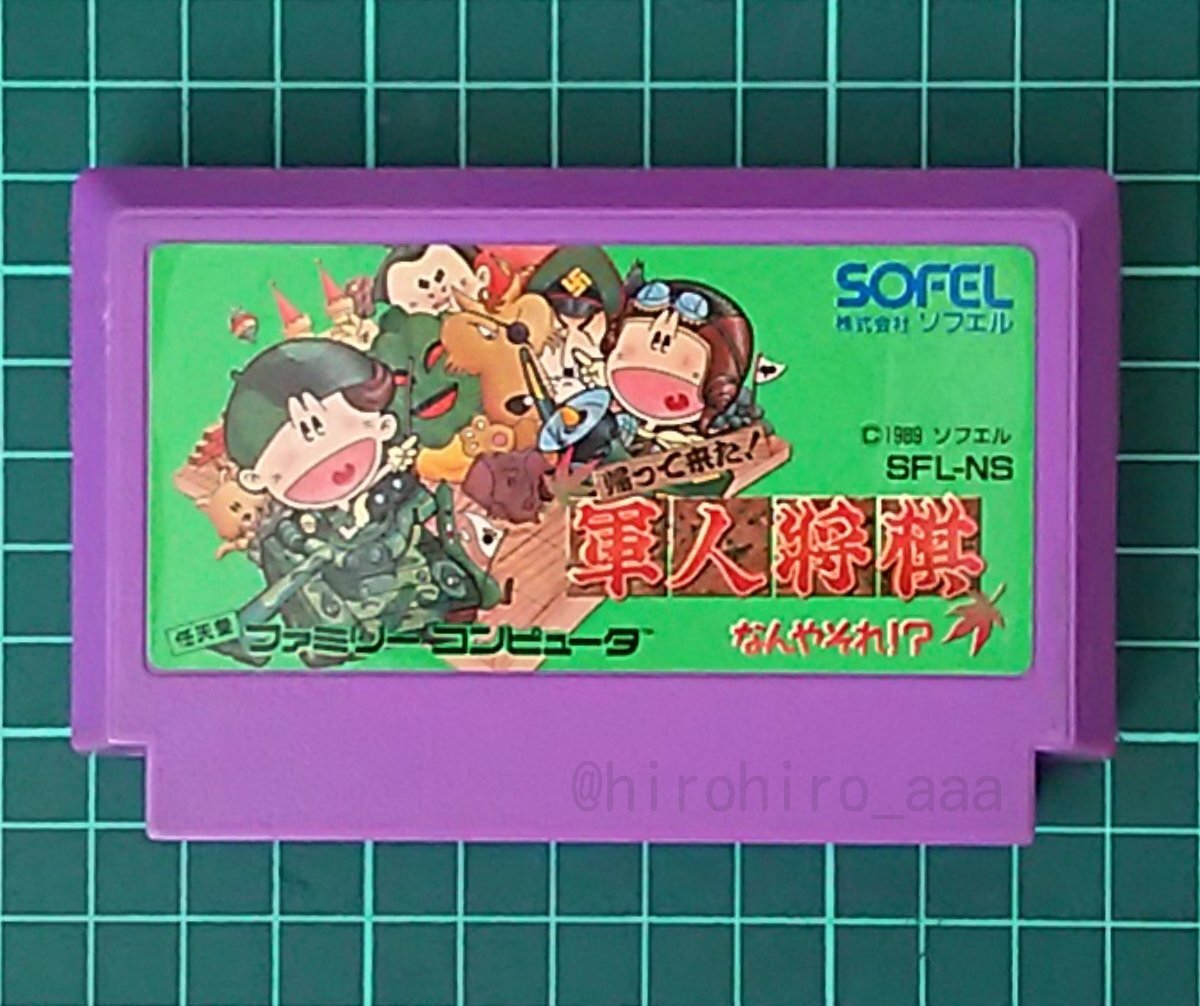 SOFEL
株式会社 ソフエル
©1989 ソフエル
SFL-NS
帰って来た!
軍人将棋
なんやそれ!?
任天堂 ファミリーコンピュータ™
@hirohiro_aaa